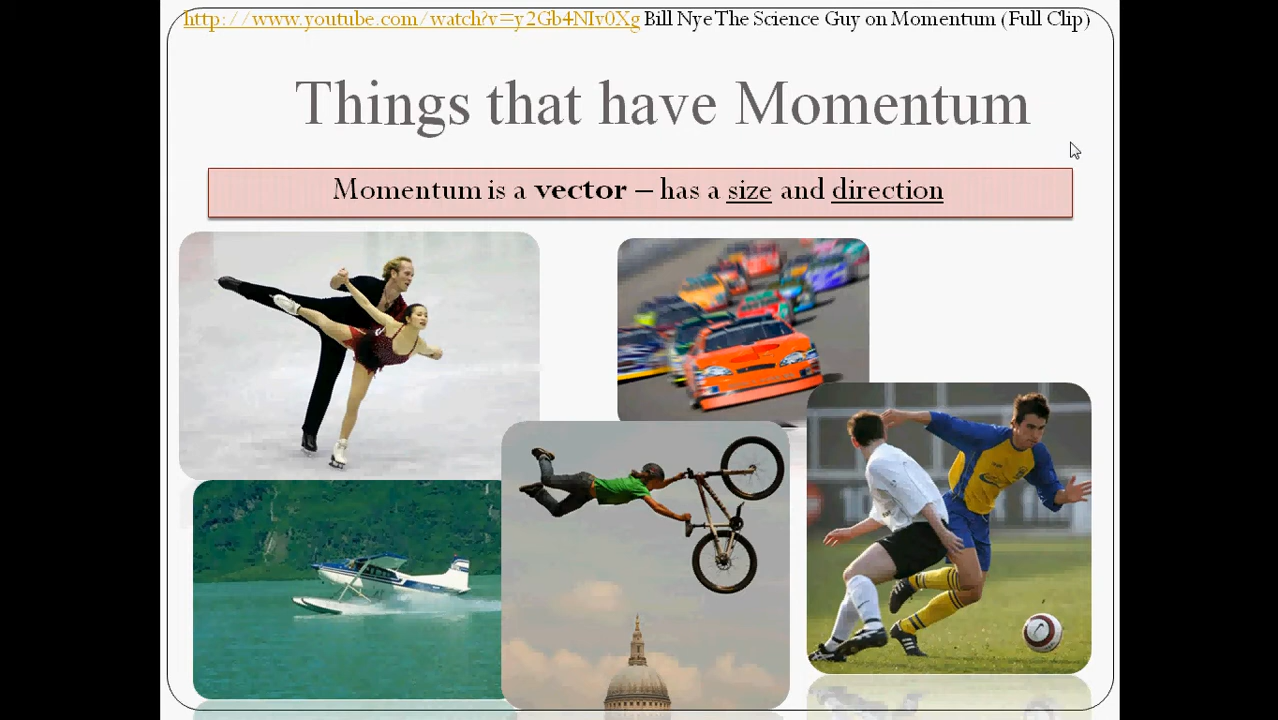 http://www.youtube.com/watch?v=y2Gb4NIv0Xg Bill Nye The Science Guy on Momentum (Full Clip)
Things that have Momentum
Momentum is a vector – has a size and direction